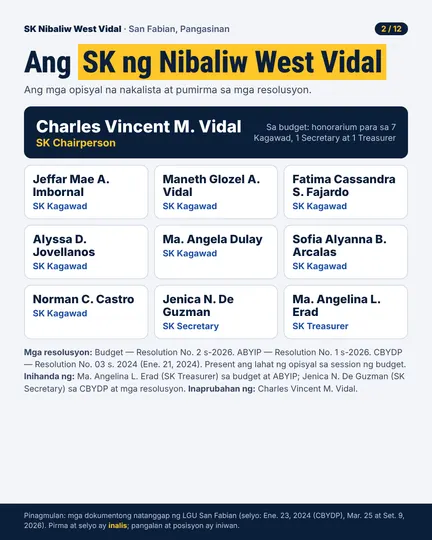 SK Nibaliw West Vidal · San Fabian, Pangasinan
2 / 12
Ang SK ng Nibaliw West Vidal
Ang mga opisyal na nakalista at pumirma sa mga resolusyon.
Charles Vincent M. Vidal
SK Chairperson
Sa budget: honorarium para sa 7
Kagawad, 1 Secretary at 1 Treasurer
Jeffar Mae A.
Imbornal
SK Kagawad
Maneth Glozel A.
Vidal
SK Kagawad
Fatima Cassandra
S. Fajardo
SK Kagawad
Alyssa D.
Jovellanos
SK Kagawad
Ma. Angela Dulay
SK Kagawad
Sofia Alyanna B.
Arcalas
SK Kagawad
Norman C. Castro
SK Kagawad
Jenica N. De
Guzman
SK Secretary
Ma. Angelina L.
Erad
SK Treasurer
Mga resolusyon: Budget — Resolution No. 2 s-2026. ABYIP — Resolution No. 1 s-2026. CBYDP
— Resolution No. 03 s. 2024 (Ene. 21, 2024). Present ang lahat ng opisyal sa session ng budget.
Inihanda ng: Ma. Angelina L. Erad (SK Treasurer) sa budget at ABYIP; Jenica N. De Guzman (SK
Secretary) sa CBYDP at mga resolusyon. Inaprubahan ng: Charles Vincent M. Vidal.
Pinagmulan: mga dokumentong natanggap ng LGU San Fabian (selyo: Ene. 23, 2024 (CBYDP), Mar. 25 at Set. 9,
2026). Pirma at selyo ay inalis; pangalan at posisyon ay iniwan.